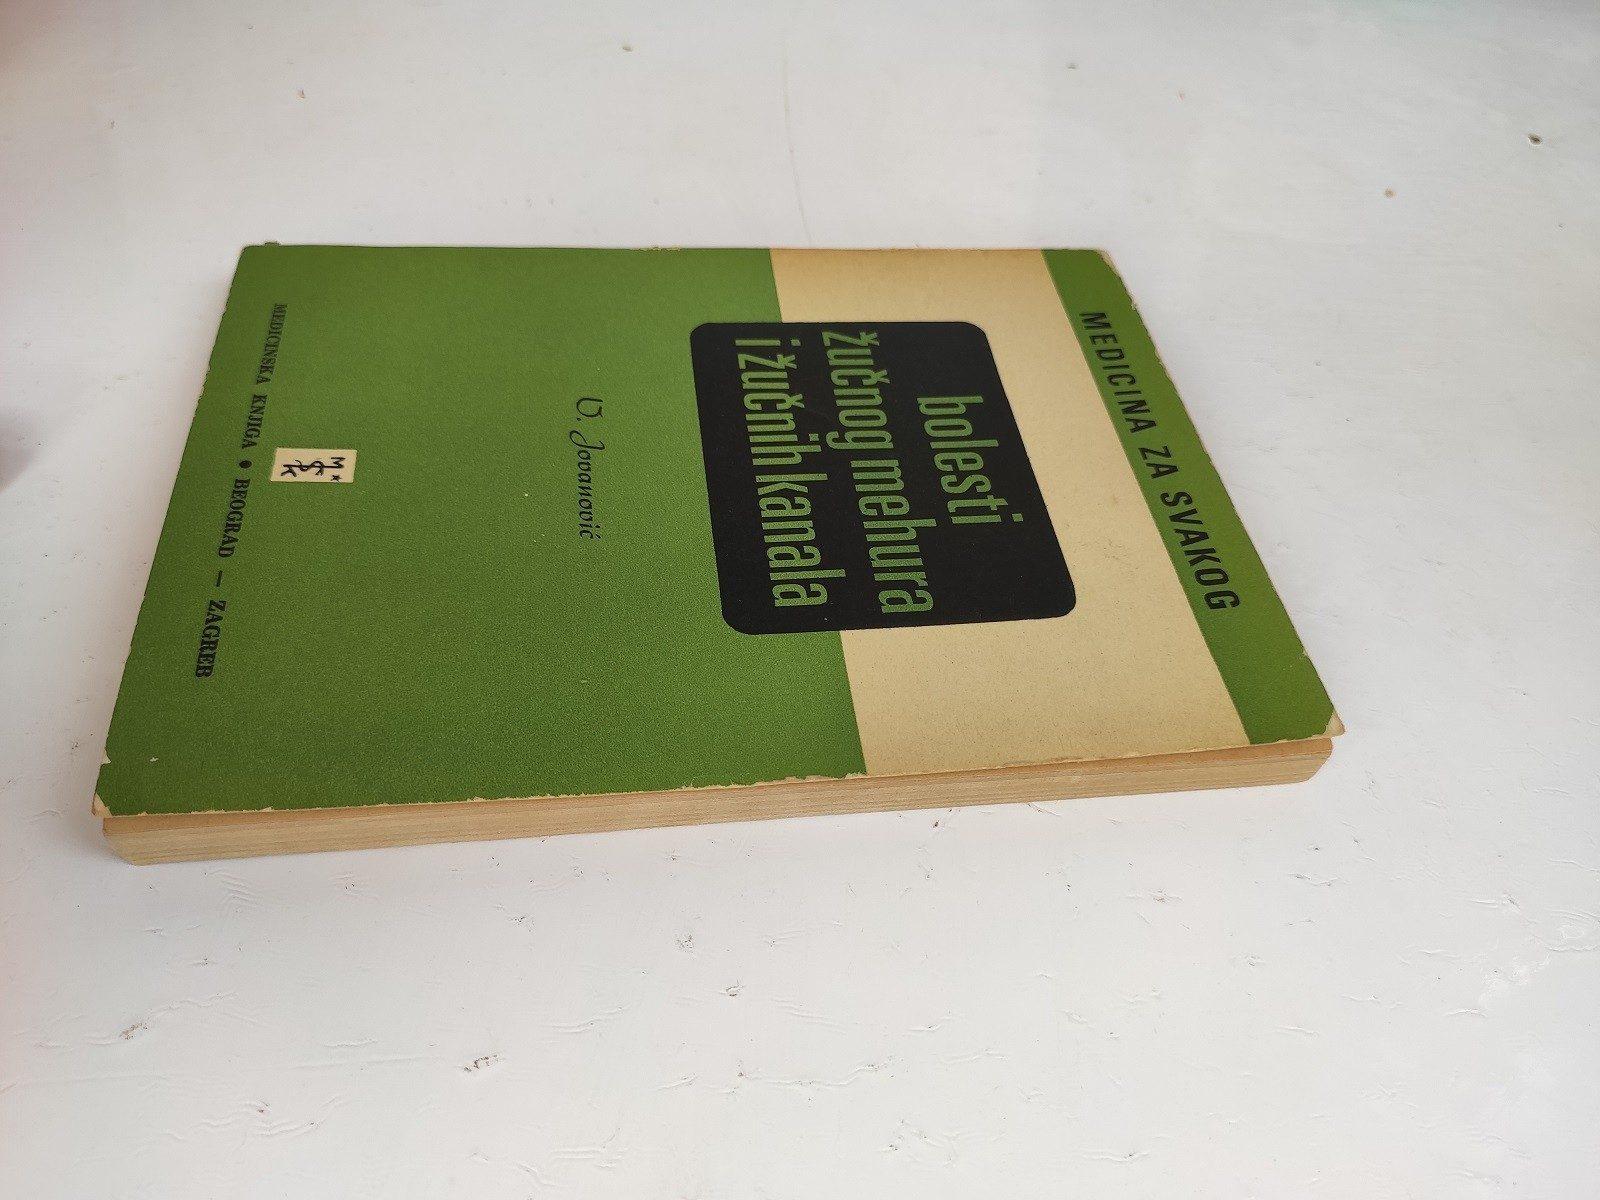 MEDICINA ZA SVAKOG
bolesti
žučnog mehura
i žučnih kanala
V. Jovanović
M
S
K
MEDICINSKA KNJIGA • BEOGRAD – ZAGREB